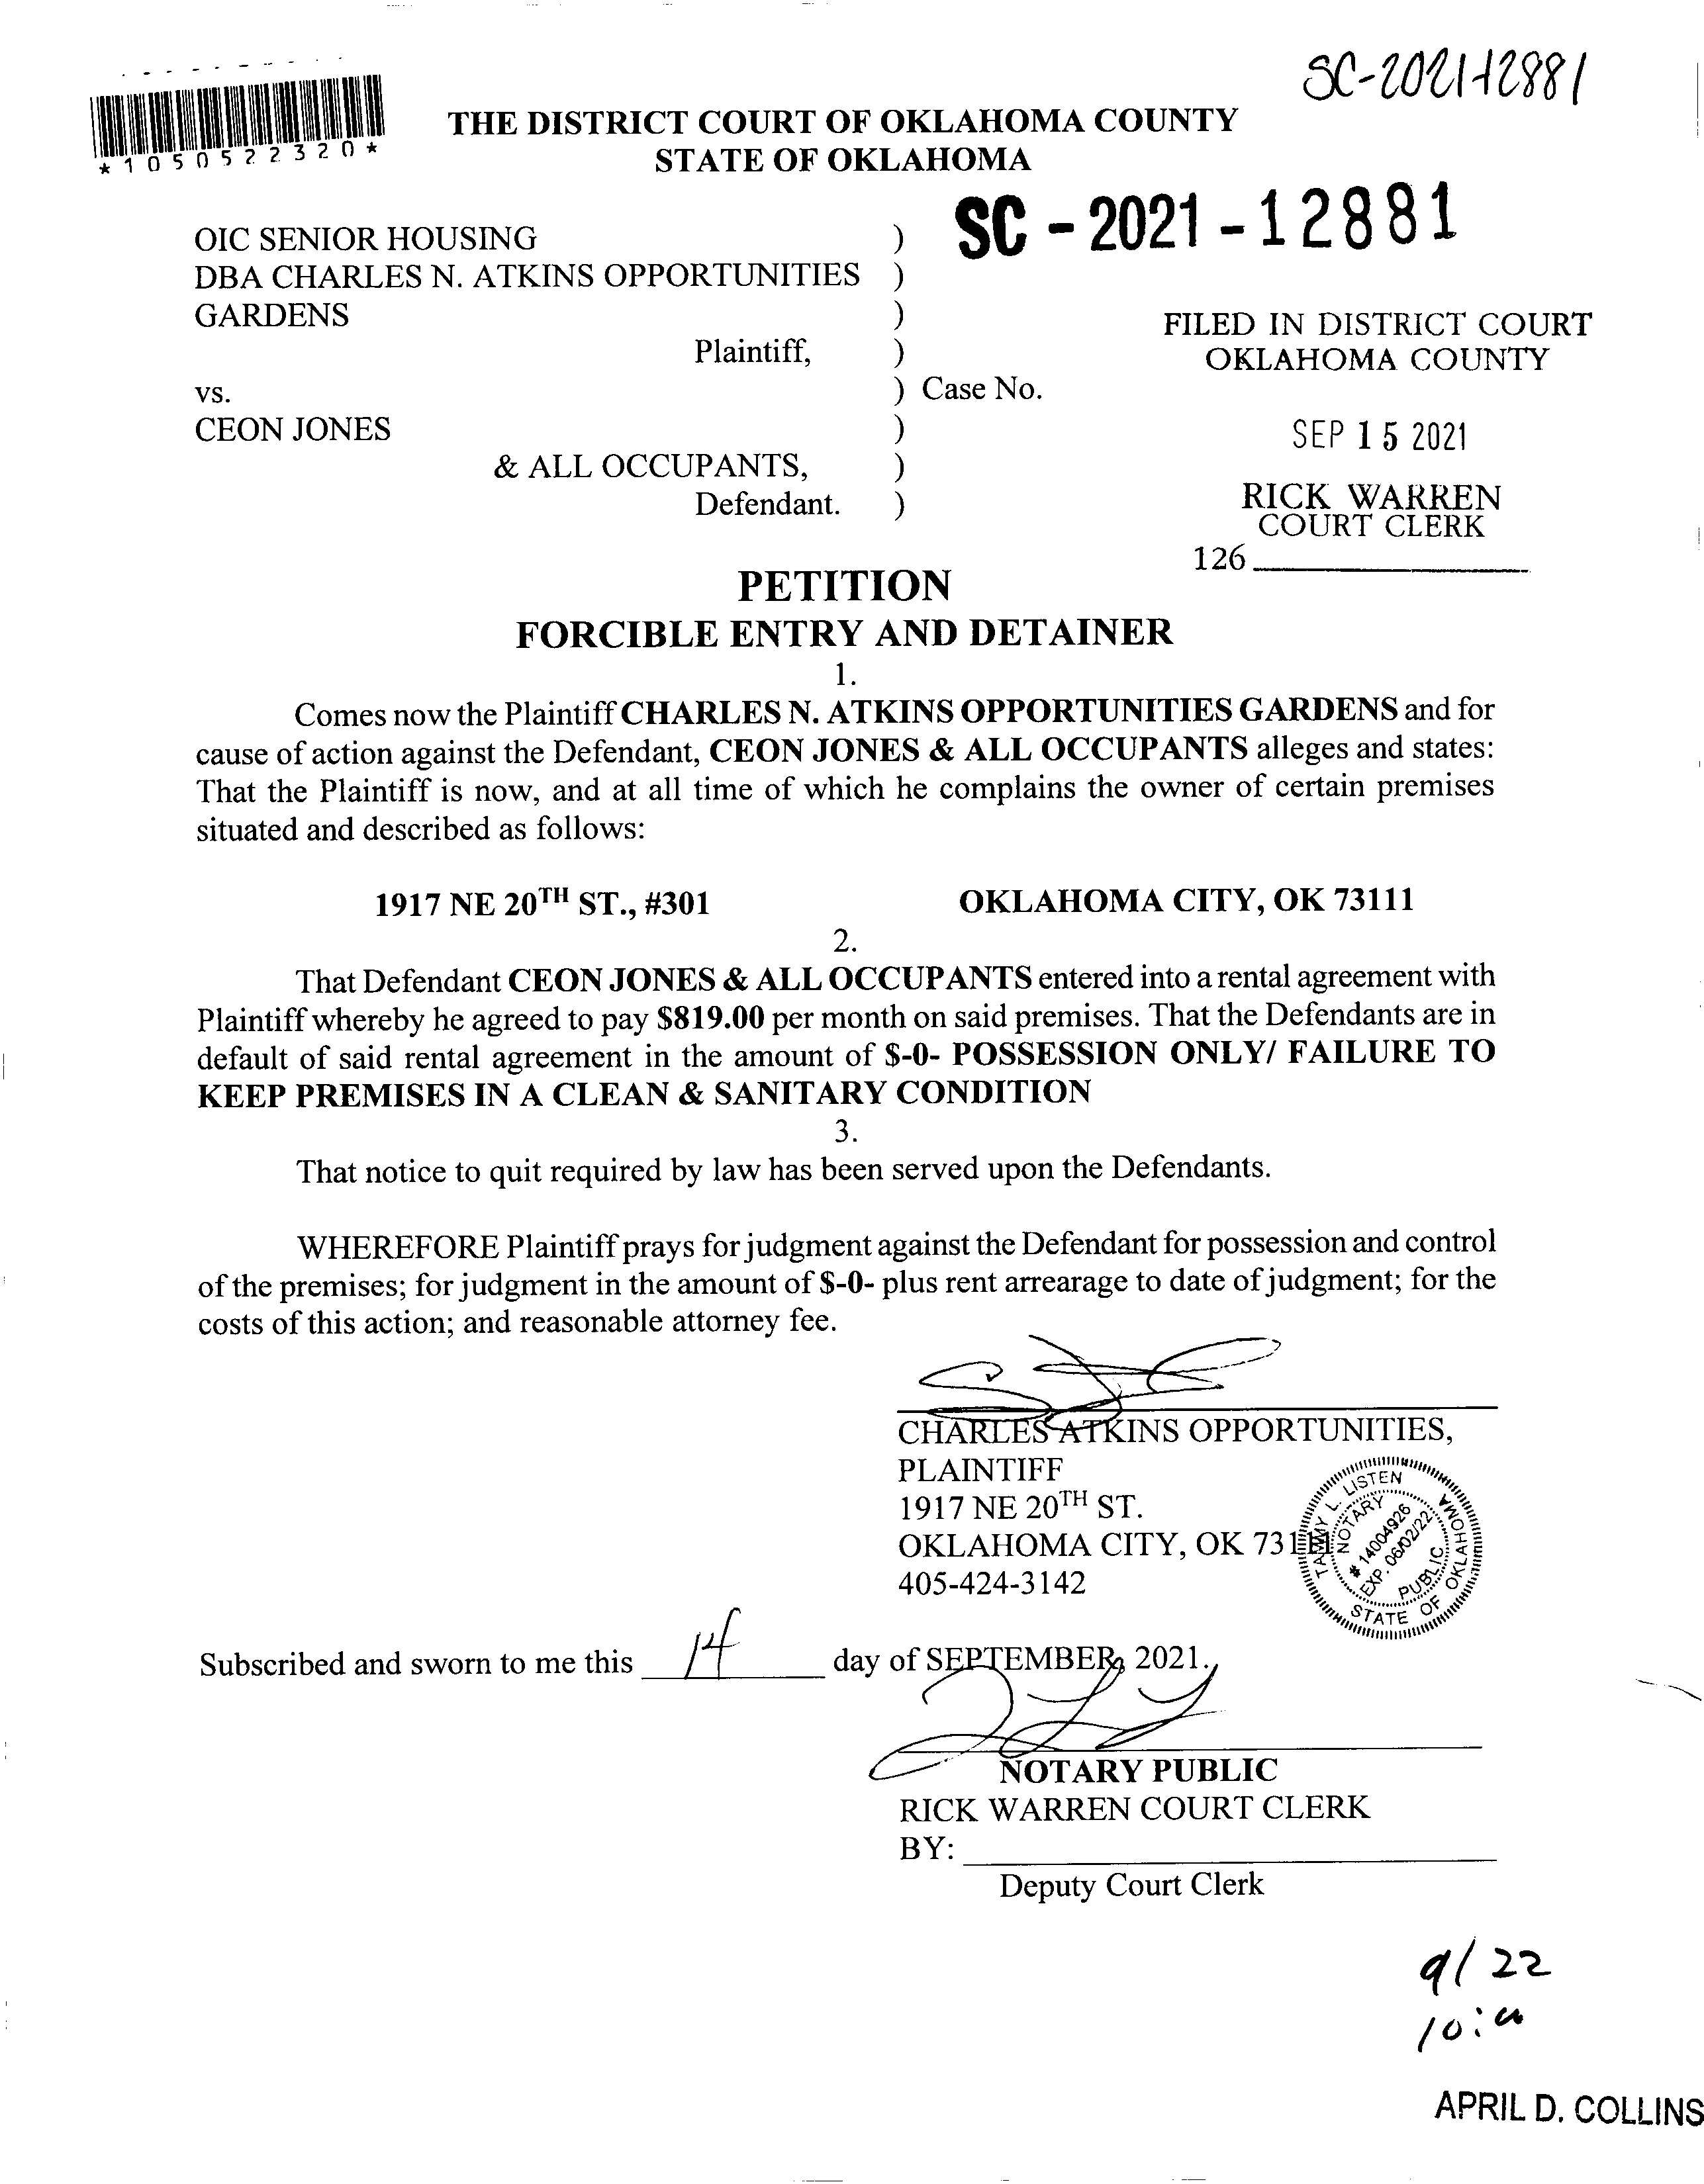 SC-2021-12881
*1050522320*
THE DISTRICT COURT OF OKLAHOMA COUNTY
STATE OF OKLAHOMA
SC - 2021 - 12881
OIC SENIOR HOUSING )
DBA CHARLES N. ATKINS OPPORTUNITIES )
GARDENS )
Plaintiff, )
vs. ) Case No.
CEON JONES )
& ALL OCCUPANTS, )
Defendant. )
FILED IN DISTRICT COURT
OKLAHOMA COUNTY
SEP 15 2021
RICK WARREN
COURT CLERK
126
PETITION
FORCIBLE ENTRY AND DETAINER
1.
Comes now the Plaintiff CHARLES N. ATKINS OPPORTUNITIES GARDENS and for
cause of action against the Defendant, CEON JONES & ALL OCCUPANTS alleges and states:
That the Plaintiff is now, and at all time of which he complains the owner of certain premises
situated and described as follows:
1917 NE 20TH ST., #301 OKLAHOMA CITY, OK 73111
2.
That Defendant CEON JONES & ALL OCCUPANTS entered into a rental agreement with
Plaintiff whereby he agreed to pay $819.00 per month on said premises. That the Defendants are in
default of said rental agreement in the amount of $-0- POSSESSION ONLY/ FAILURE TO
KEEP PREMISES IN A CLEAN & SANITARY CONDITION
3.
That notice to quit required by law has been served upon the Defendants.
WHEREFORE Plaintiff prays for judgment against the Defendant for possession and control
of the premises; for judgment in the amount of $-0- plus rent arrearage to date of judgment; for the
costs of this action; and reasonable attorney fee.
CHARLES ATKINS OPPORTUNITIES,
PLAINTIFF
1917 NE 20TH ST.
OKLAHOMA CITY, OK 73111
405-424-3142
TAMMY L. LISTEN
NOTARY
# 14004926
EXP. 06/02/22
PUBLIC
STATE OF OKLAHOMA
Subscribed and sworn to me this 14 day of SEPTEMBER, 2021.
NOTARY PUBLIC
RICK WARREN COURT CLERK
BY:
Deputy Court Clerk
9/22
APRIL D. COLLINS